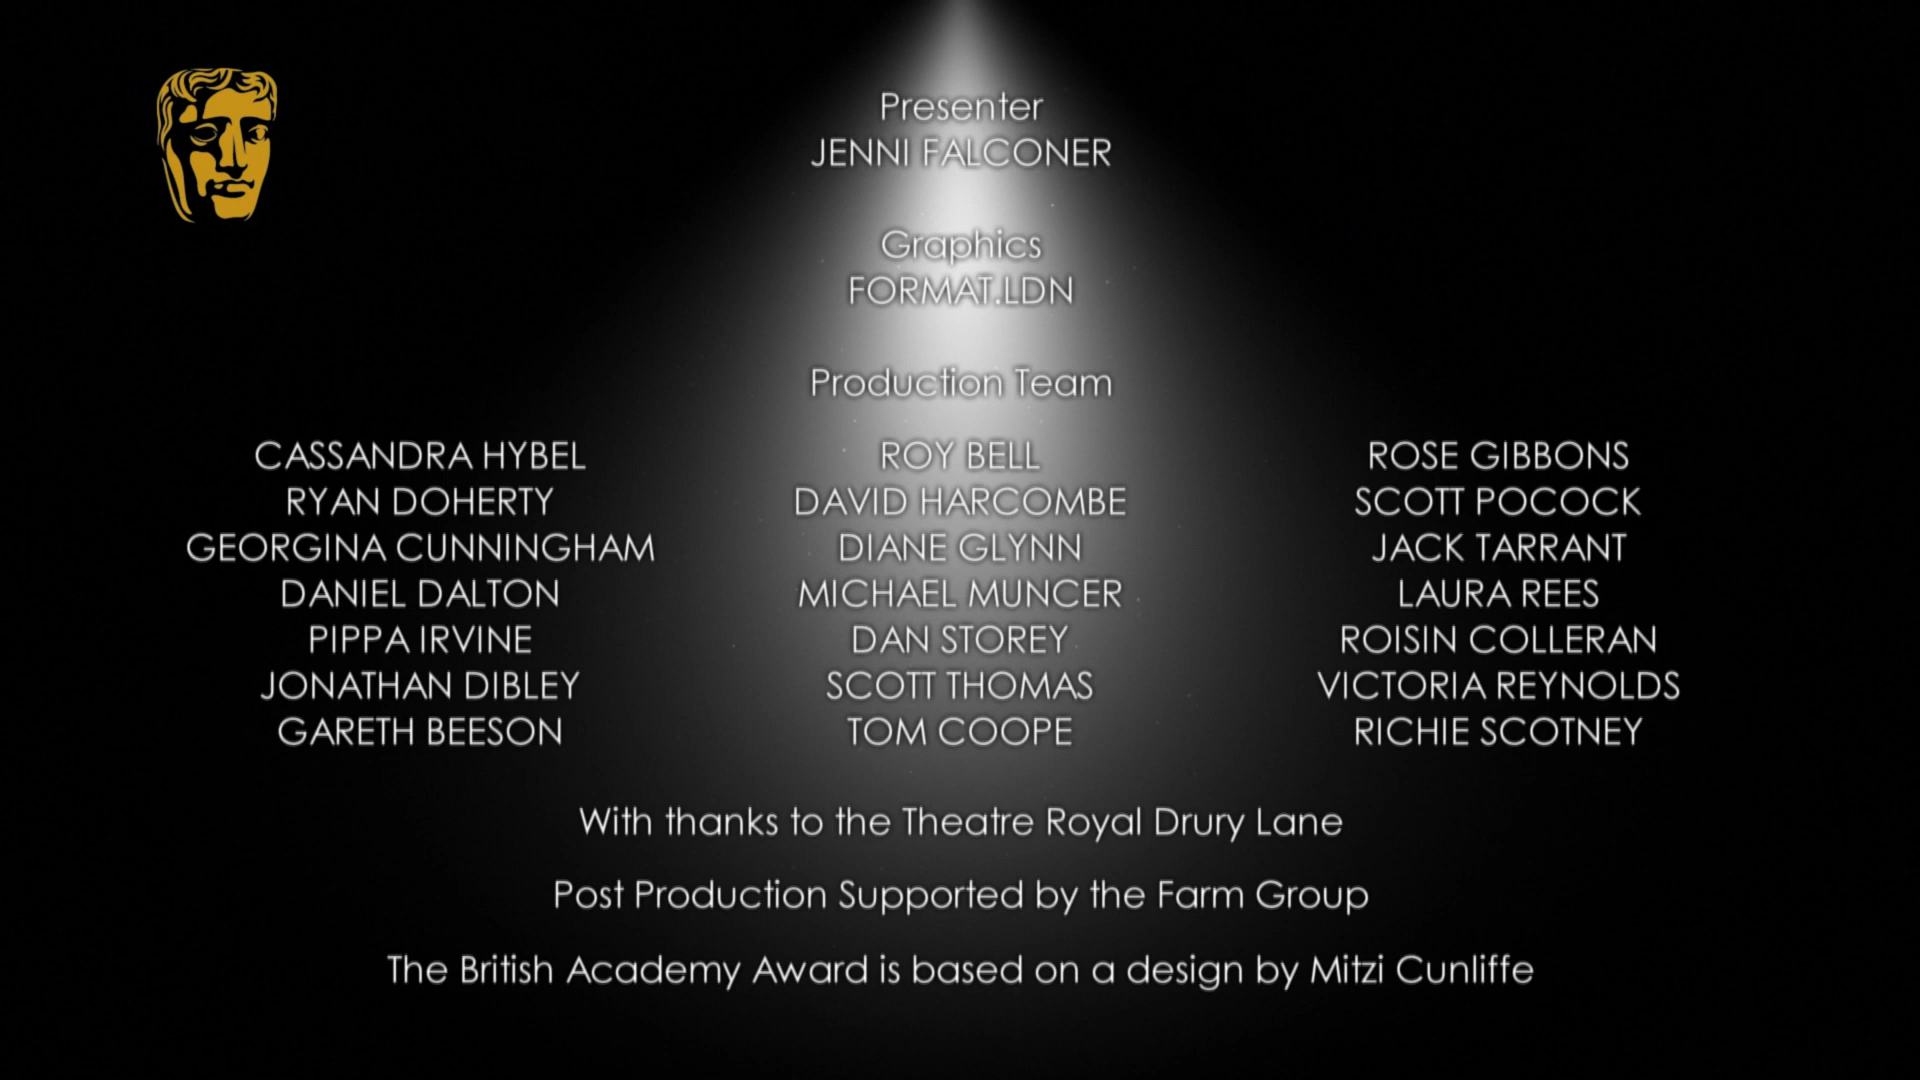 Presenter
JENNI FALCONER
Graphics
FORMAT.LDN
Production Team
CASSANDRA HYBEL
RYAN DOHERTY
GEORGINA CUNNINGHAM
DANIEL DALTON
PIPPA IRVINE
JONATHAN DIBLEY
GARETH BEESON
ROY BELL
DAVID HARCOMBE
DIANE GLYNN
MICHAEL MUNCER
DAN STOREY
SCOTT THOMAS
TOM COOPE
ROSE GIBBONS
SCOTT POCOCK
JACK TARRANT
LAURA REES
ROISIN COLLERAN
VICTORIA REYNOLDS
RICHIE SCOTNEY
With thanks to the Theatre Royal Drury Lane
Post Production Supported by the Farm Group
The British Academy Award is based on a design by Mitzi Cunliffe